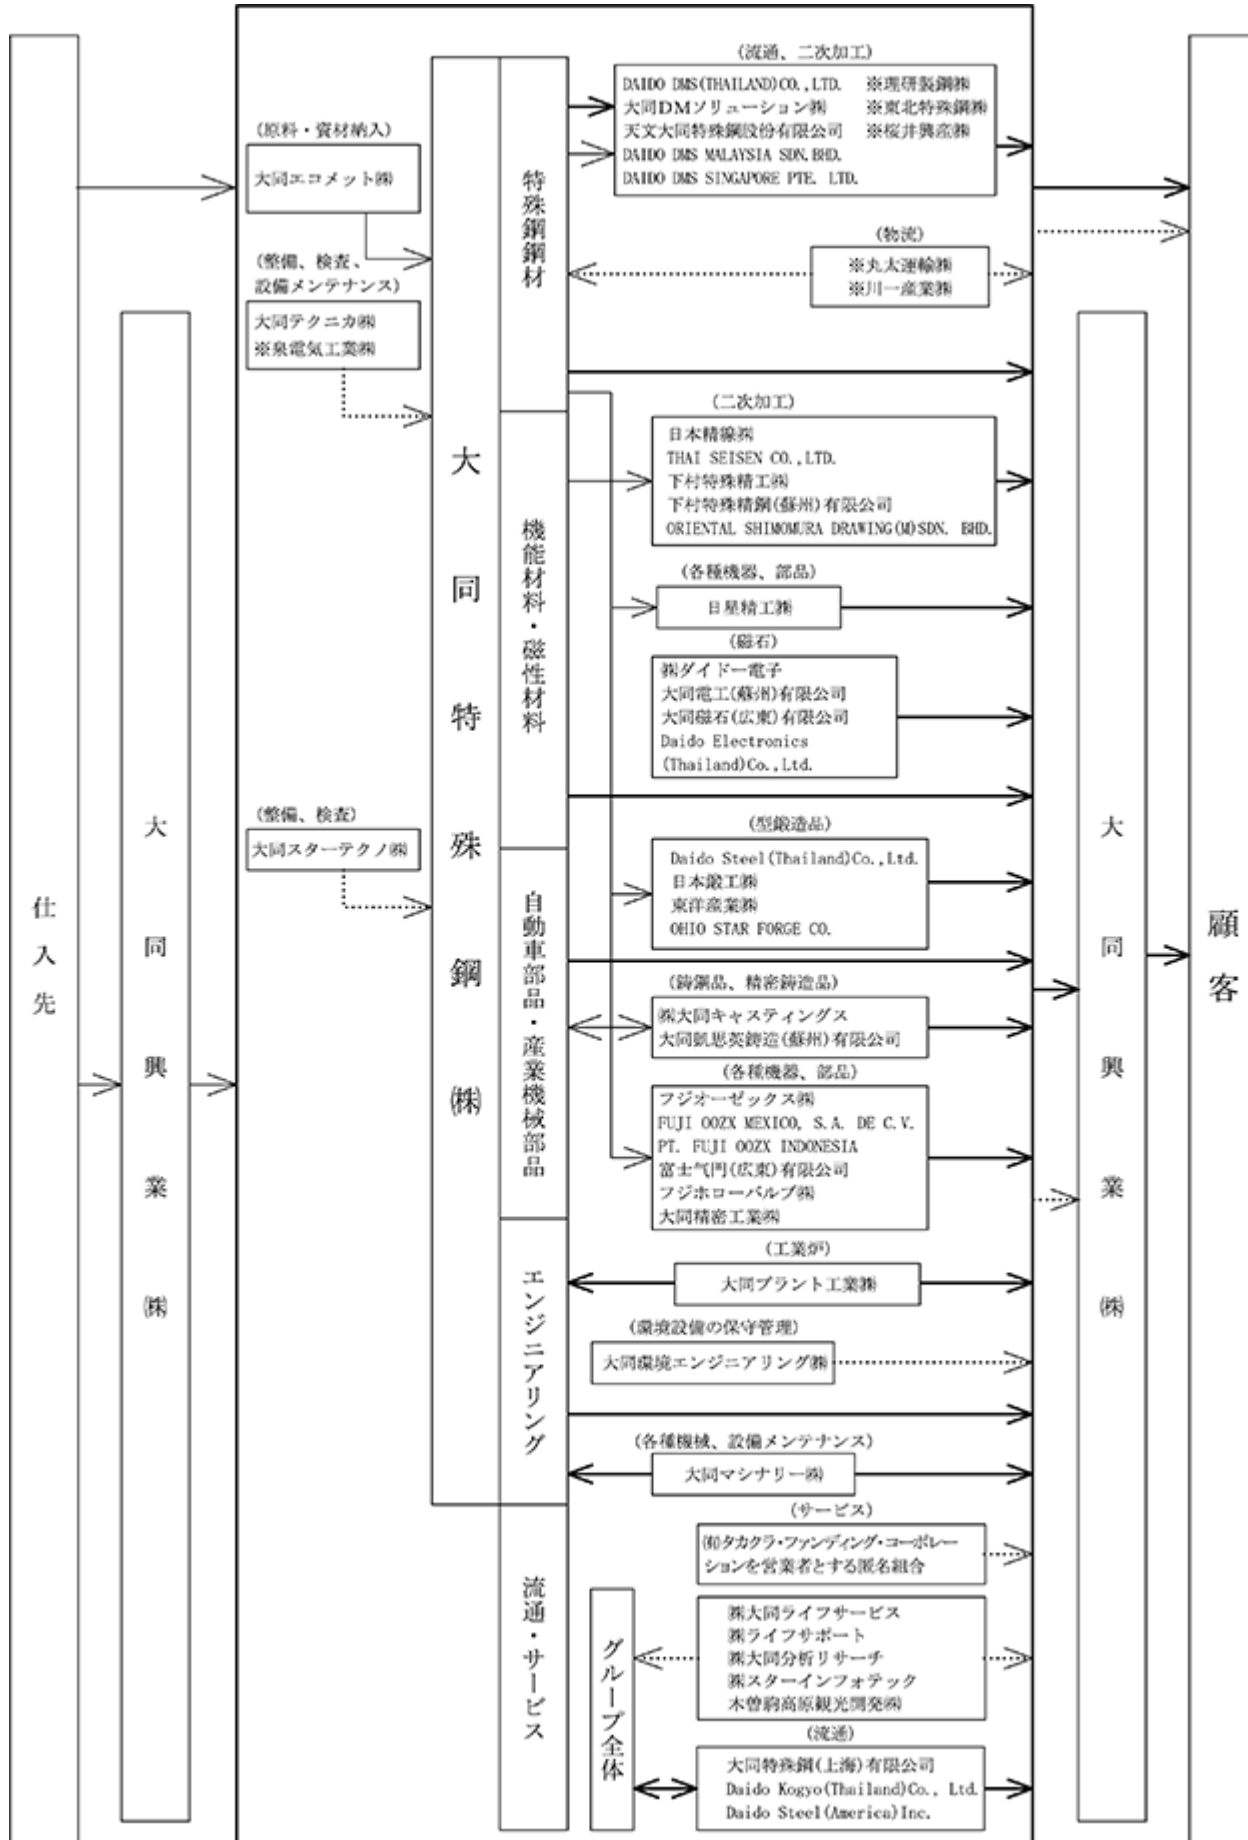 仕入先
大同興業㈱
(原料・資材納入)
大同エコメット㈱
(整備、検査、
設備メンテナンス)
大同テクニカ㈱
※泉電気工業㈱
(整備、検査)
大同スターテクノ㈱
大同特殊鋼㈱
特殊鋼鋼材
(流通、二次加工)
DAIDO DMS(THAILAND)CO.,LTD. ※理研製鋼㈱
大同DMソリューション㈱ ※東北特殊鋼㈱
天文大同特殊鋼股份有限公司 ※桜井興産㈱
DAIDO DMS MALAYSIA SDN.BHD.
DAIDO DMS SINGAPORE PTE. LTD.
(物流)
※丸太運輸㈱
※川一産業㈱
機能材料・磁性材料
(二次加工)
日本精線㈱
THAI SEISEN CO.,LTD.
下村特殊精工㈱
下村特殊精鋼(蘇州)有限公司
ORIENTAL SHIMOMURA DRAWING(M)SDN. BHD.
(各種機器、部品)
日星精工㈱
(磁石)
㈱ダイドー電子
大同電工(蘇州)有限公司
大同磁石(広東)有限公司
Daido Electronics
(Thailand)Co.,Ltd.
自動車部品・産業機械部品
(型鍛造品)
Daido Steel(Thailand)Co.,Ltd.
日本鍛工㈱
東洋産業㈱
OHIO STAR FORGE CO.
(鋳鋼品、精密鋳造品)
㈱大同キャスティングス
大同凱思英鋳造(蘇州)有限公司
(各種機器、部品)
フジオーゼックス㈱
FUJI OOZX MEXICO, S.A. DE C.V.
PT. FUJI OOZX INDONESIA
富士气門(広東)有限公司
フジホローバルブ㈱
大同精密工業㈱
エンジニアリング
(工業炉)
大同プラント工業㈱
(環境設備の保守管理)
大同環境エンジニアリング㈱
(各種機械、設備メンテナンス)
大同マシナリー㈱
流通・サービス
(サービス)
㈲タカクラ・ファンディング・コーポレー
ションを営業者とする匿名組合
グループ全体
㈱大同ライフサービス
㈱ライフサポート
㈱大同分析リサーチ
㈱スターインフォテック
木曽駒高原観光開発㈱
(流通)
大同特殊鋼(上海)有限公司
Daido Kogyo(Thailand)Co., Ltd.
Daido Steel(America)Inc.
大同興業㈱
顧客